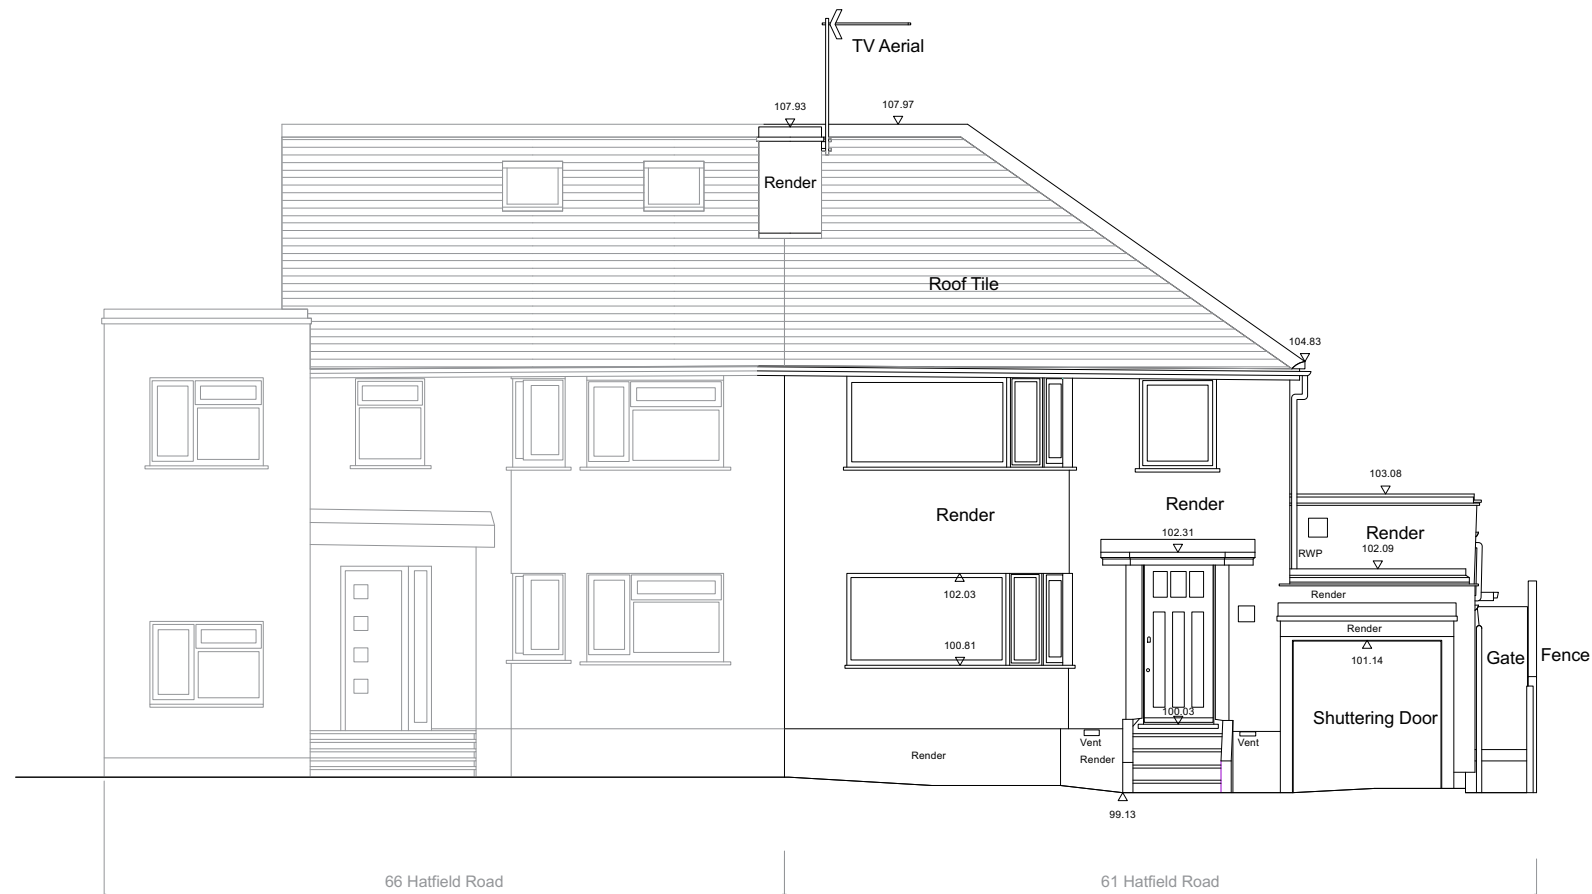 TV Aerial
107.93
107.97
Render
Roof Tile
104.83
103.08
Render
Render
Render
102.31
102.09
RWP
102.03
Render
Render
100.81
101.14
Gate
Fence
100.03
Shuttering Door
Vent
Vent
Render
Render
99.13
66 Hatfield Road
61 Hatfield Road